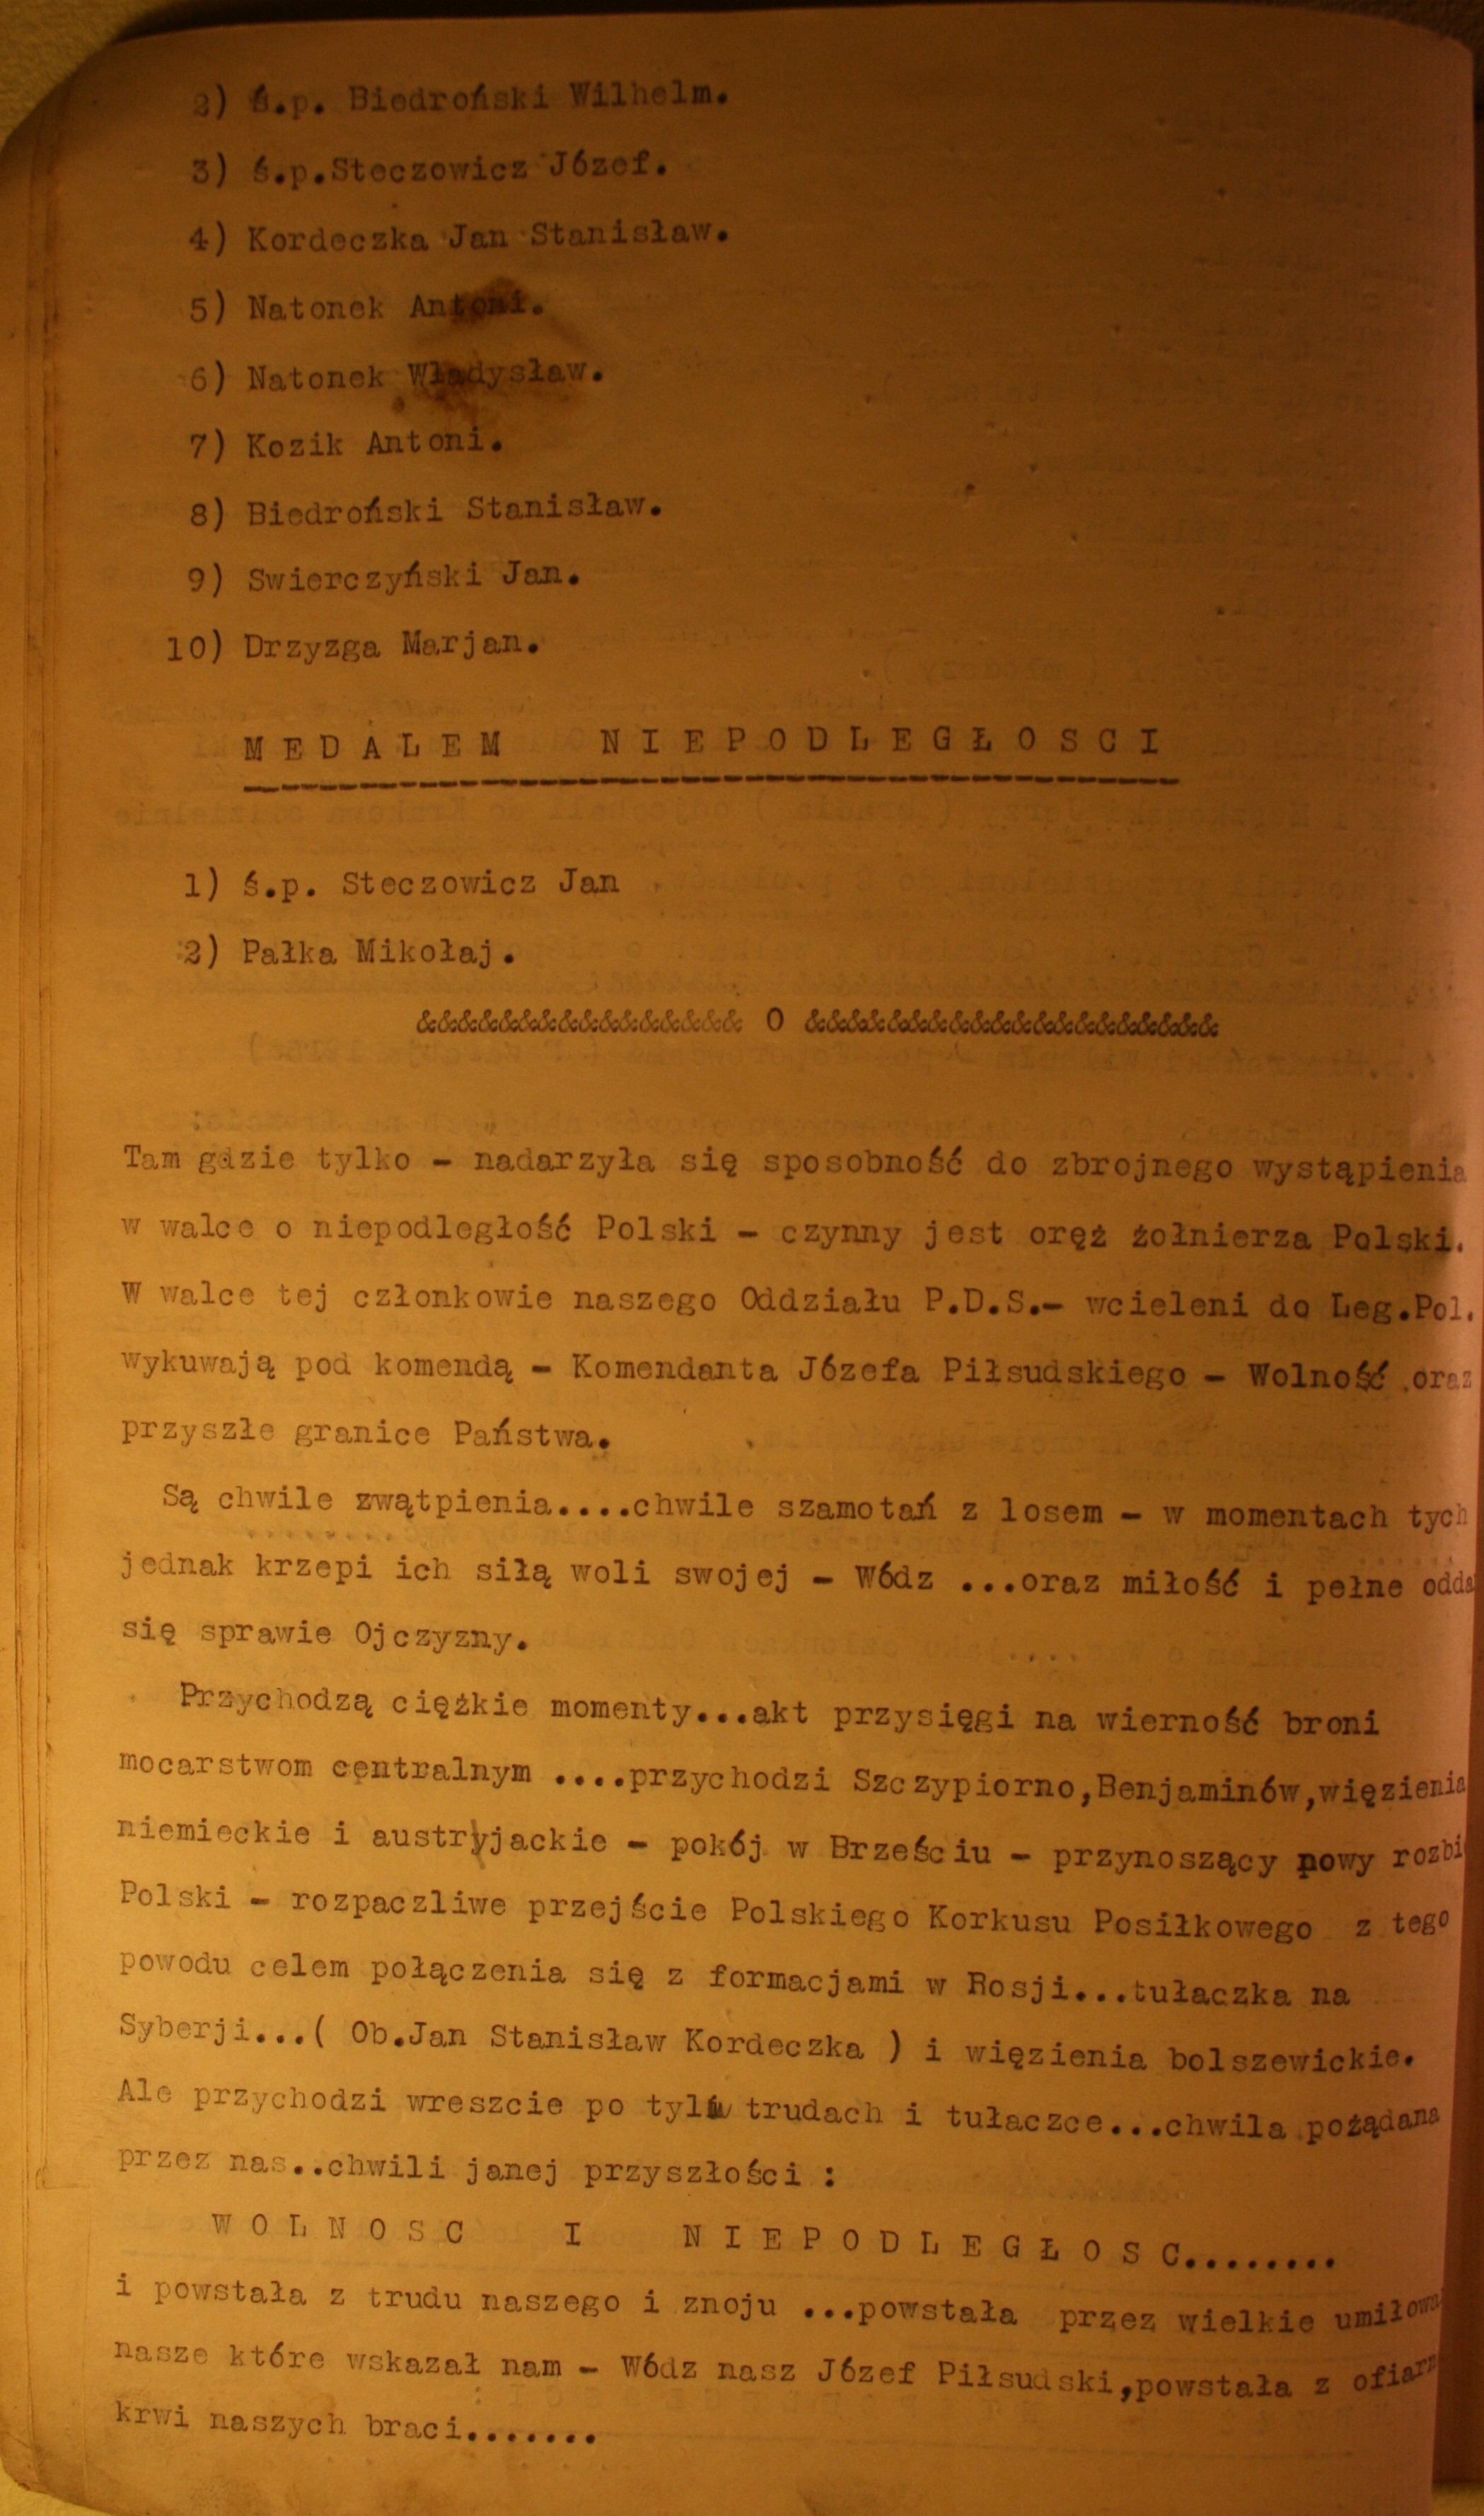 2) ś.p. Biedroński Wilhelm.
3) ś.p.Steczowicz Józef.
4) Kordeczka Jan Stanisław.
5) Natonek Antoni.
6) Natonek Władysław.
7) Kozik Antoni.
8) Biedroński Stanisław.
9) Swierczyński Jan.
10) Drzyzga Marjan.
MEDALEM NIEPODLEGŁOSCI
1) ś.p. Steczowicz Jan
2) Pałka Mikołaj.
&&&&&&&&&&&&&&&& O &&&&&&&&&&&&&&&&&&&&
Tam gdzie tylko - nadarzyła się sposobność do zbrojnego wystąpienia
w walce o niepodległość Polski - czynny jest oręż żołnierza Polski.
W walce tej członkowie naszego Oddziału P.D.S.- wcieleni do Leg.Pol.
wykuwają pod komendą - Komendanta Józefa Piłsudskiego - Wolność oraz
przyszłe granice Państwa.
Są chwile zwątpienia....chwile szamotań z losem - w momentach tych
jednak krzepi ich siłą woli swojej - Wódz ...oraz miłość i pełne odda
się sprawie Ojczyzny.
Przychodzą ciężkie momenty...akt przysięgi na wierność broni
mocarstwom centralnym ....przychodzi Szczypiorno,Benjaminów,więzienia
niemieckie i austryjackie - pokój w Brześciu - przynoszący nowy rozbi
Polski - rozpaczliwe przejście Polskiego Korkusu Posiłkowego z tego
powodu celem połączenia się z formacjami w Rosji...tułaczka na
Syberji...( Ob.Jan Stanisław Kordeczka ) i więzienia bolszewickie.
Ale przychodzi wreszcie po tylu trudach i tułaczce...chwila pożądana
przez nas..chwili janej przyszłości :
WOLNOSC I NIEPODLEGŁOSC........
i powstała z trudu naszego i znoju ...powstała przez wielkie umiłowa
nasze które wskazał nam - Wódz nasz Józef Piłsudski,powstała z ofiarn
krwi naszych braci.......